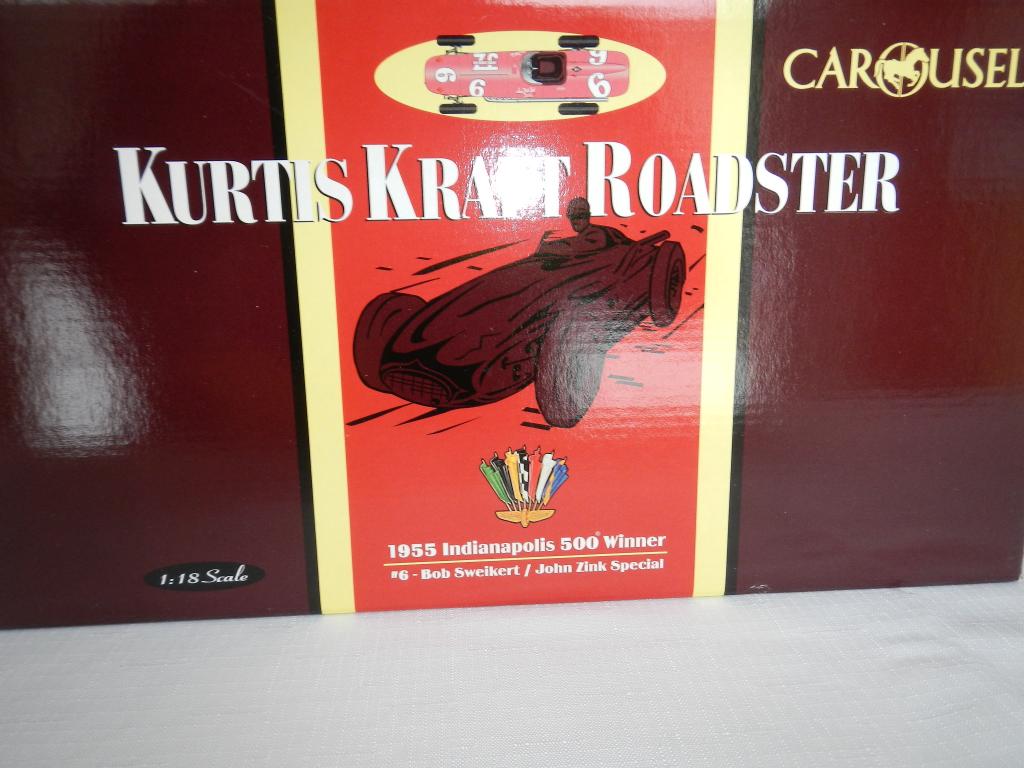 CAROUSEL
KURTIS KRAFT ROADSTER
1955 Indianapolis 500® Winner
#6 - Bob Sweikert / John Zink Special
1:18 Scale